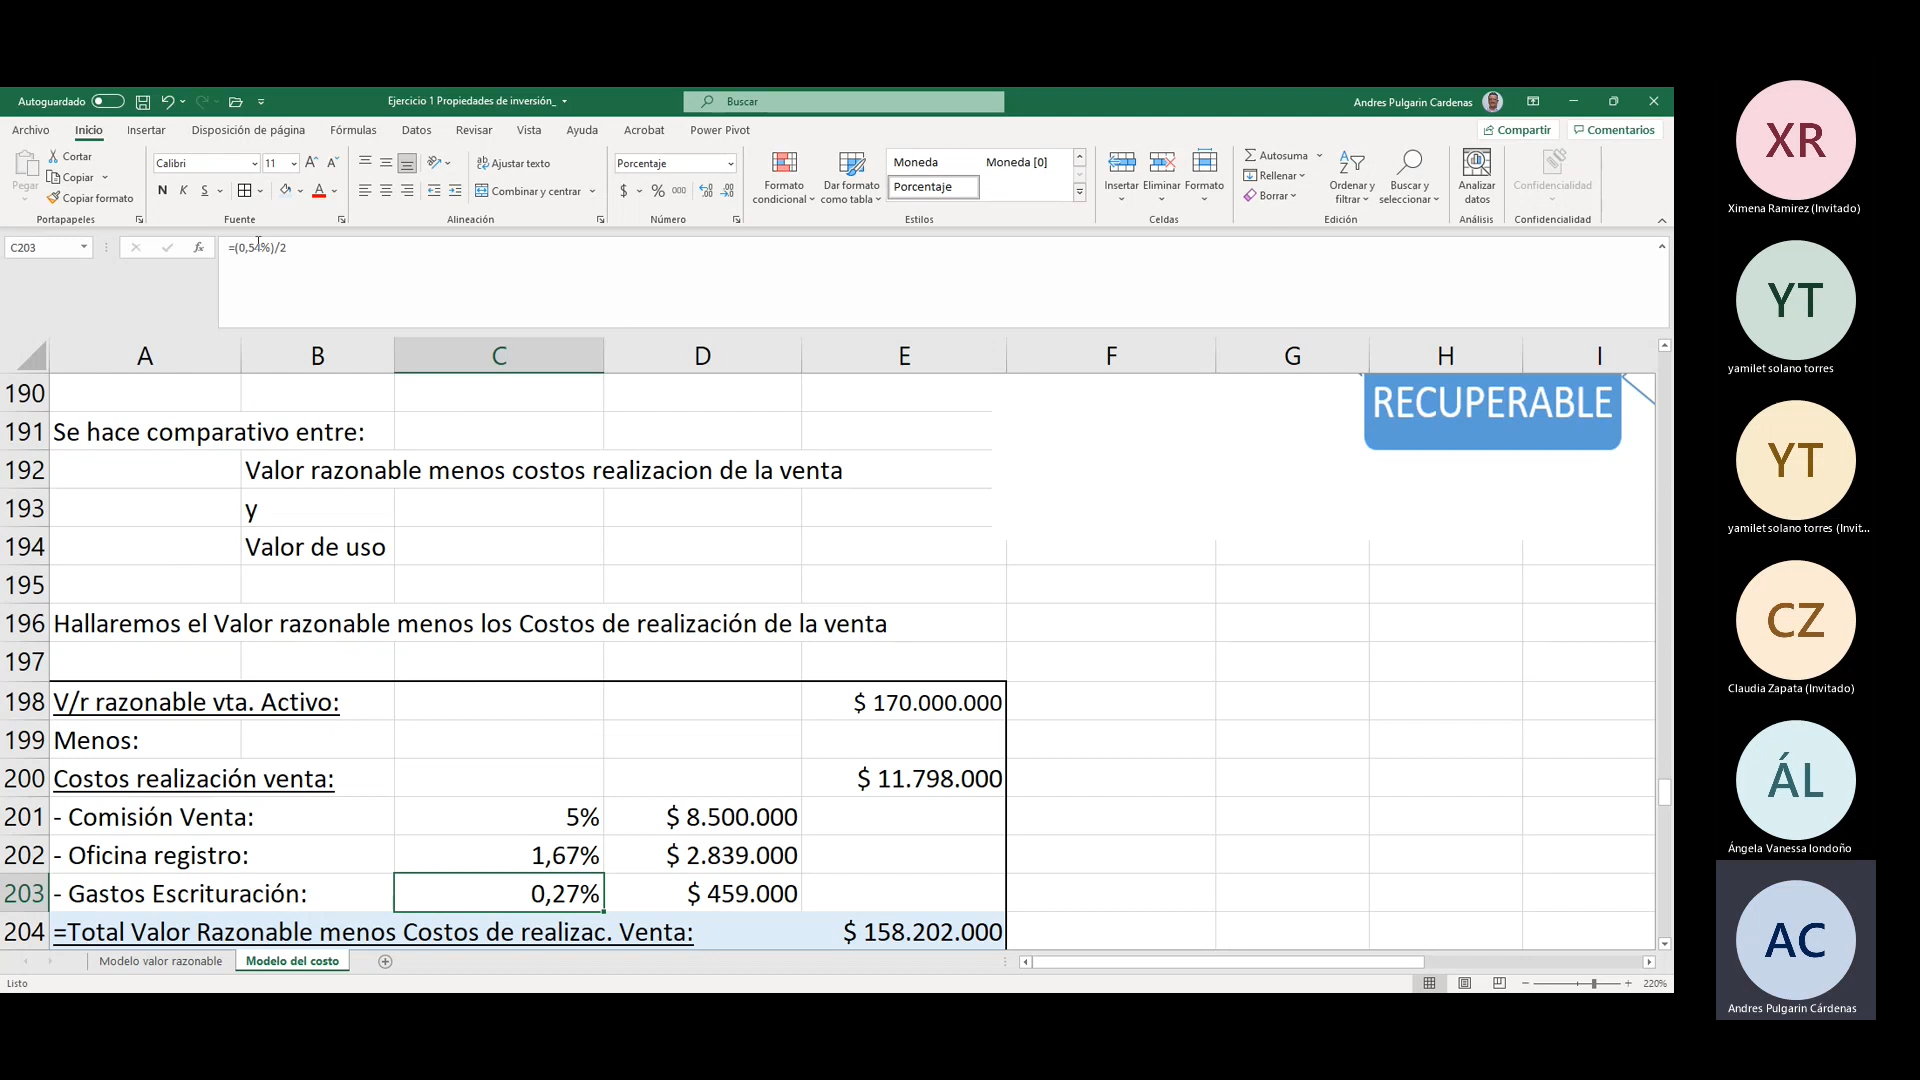 Autoguardado
Ejercicio 1 Propiedades de inversión_
Buscar
Andres Pulgarin Cardenas
Archivo Inicio Insertar Disposición de página Fórmulas Datos Revisar Vista Ayuda Acrobat Power Pivot
Compartir Comentarios
Pegar
Cortar
Copiar
Copiar formato
Portapapeles
Calibri 11
N K S
Fuente
Ajustar texto
Combinar y centrar
Alineación
Porcentaje
$ % 000
Número
Formato condicional
Dar formato como tabla
Moneda Moneda [0]
Porcentaje
Estilos
Insertar Eliminar Formato
Celdas
Autosuma
Rellenar
Borrar
Ordenar y filtrar
Buscar y seleccionar
Edición
Analizar datos
Análisis
Confidencialidad
Confidencialidad
C203 fx =(0,54%)/2
A B C D E F G H I
190 RECUPERABLE
191 Se hace comparativo entre:
192 Valor razonable menos costos realizacion de la venta
193 y
194 Valor de uso
195
196 Hallaremos el Valor razonable menos los Costos de realización de la venta
197
198 V/r razonable vta. Activo: $ 170.000.000
199 Menos:
200 Costos realización venta: $ 11.798.000
201 - Comisión Venta: 5% $ 8.500.000
202 - Oficina registro: 1,67% $ 2.839.000
203 - Gastos Escrituración: 0,27% $ 459.000
204 =Total Valor Razonable menos Costos de realizac. Venta: $ 158.202.000
Modelo valor razonable Modelo del costo
Listo
220%
XR
Ximena Ramirez (Invitado)
YT
yamilet solano torres
YT
yamilet solano torres (Invit...
CZ
Claudia Zapata (Invitado)
ÁL
Ángela Vanessa londoño
AC
Andres Pulgarin Cárdenas